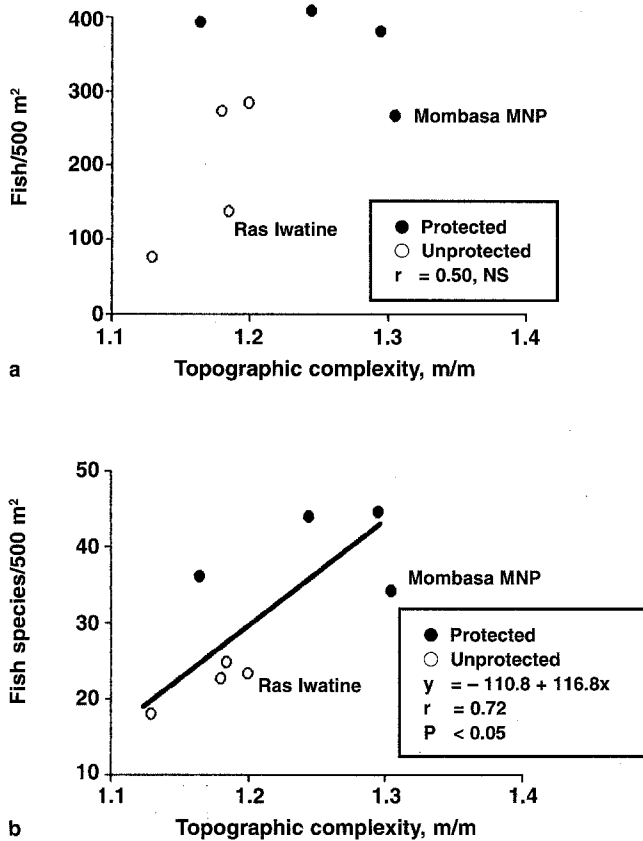 400
300
200
100
0
Fish/500 m²
Mombasa MNP
Ras Iwatine
● Protected
○ Unprotected
r = 0.50, NS
1.1 1.2 1.3 1.4
Topographic complexity, m/m
a
50
40
30
20
10
Fish species/500 m²
Mombasa MNP
Ras Iwatine
● Protected
○ Unprotected
y = – 110.8 + 116.8x
r = 0.72
P < 0.05
1.1 1.2 1.3 1.4
Topographic complexity, m/m
b